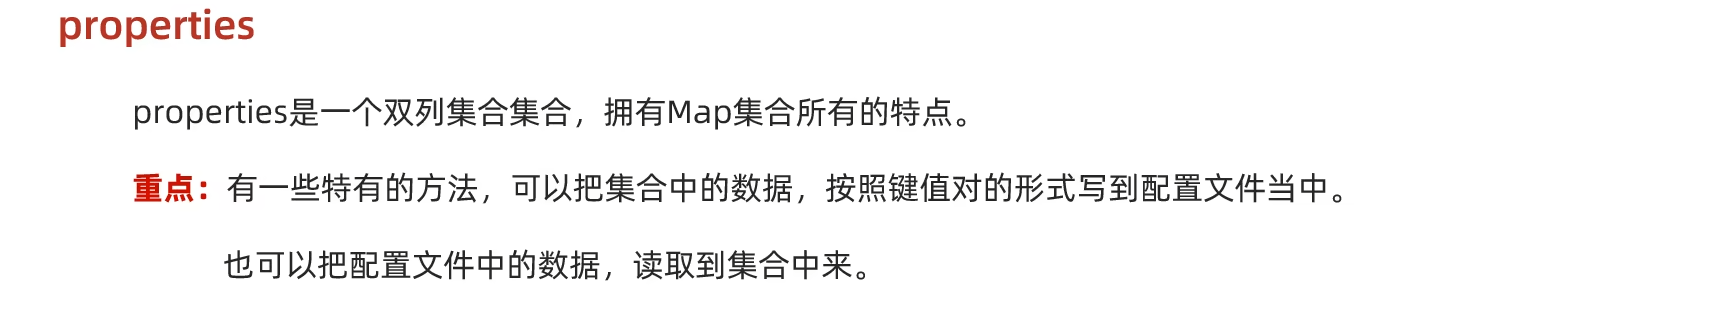 properties
properties是一个双列集合集合，拥有Map集合所有的特点。
重点：有一些特有的方法，可以把集合中的数据，按照键值对的形式写到配置文件当中。
也可以把配置文件中的数据，读取到集合中来。